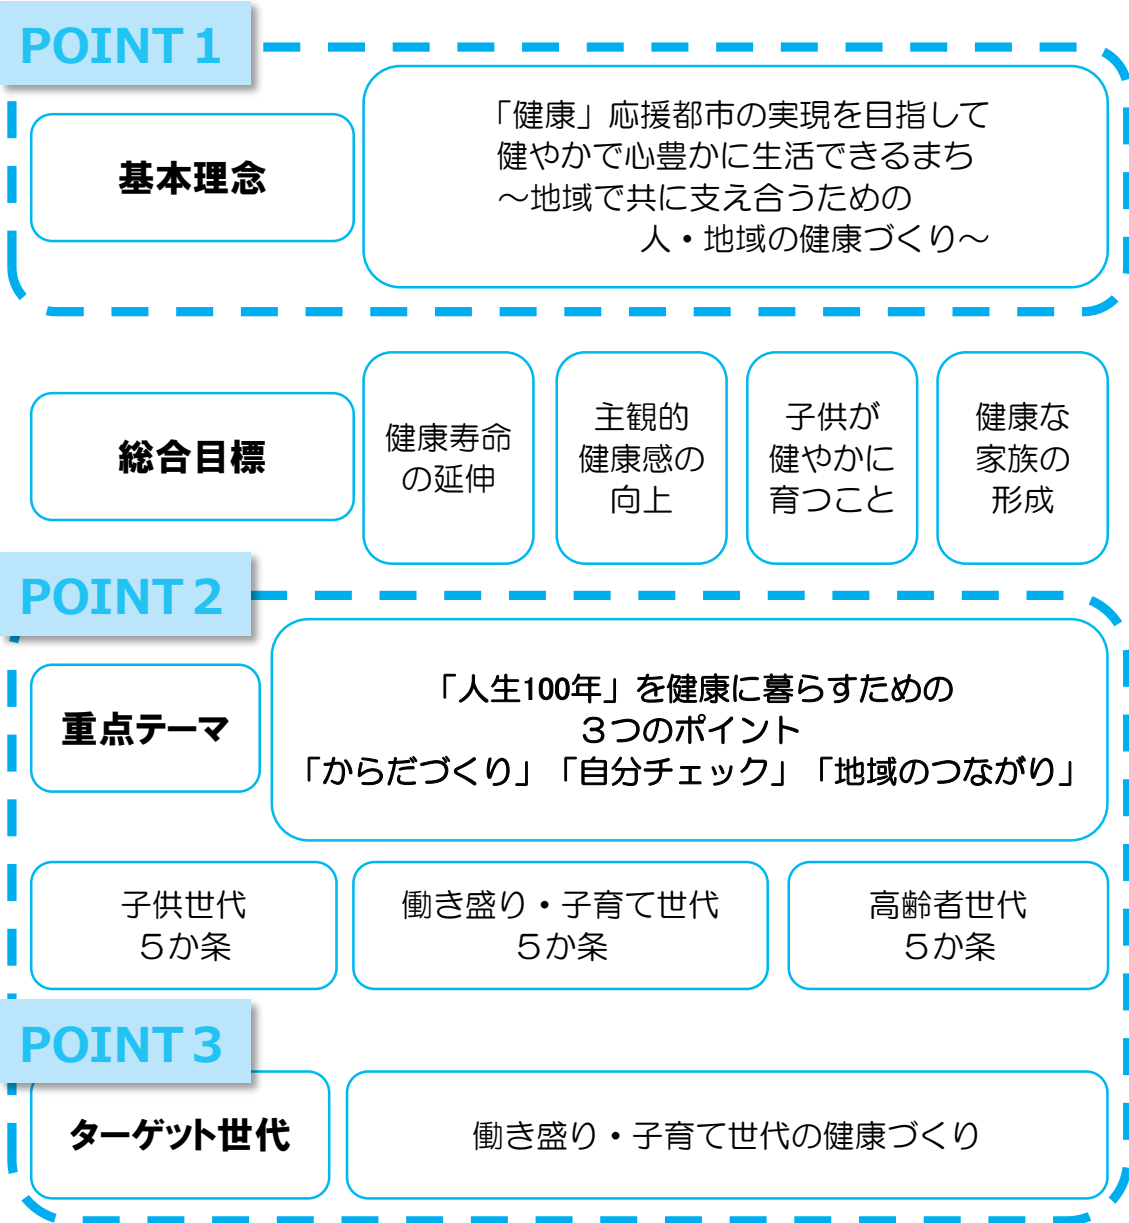 POINT１
基本理念
「健康」応援都市の実現を目指して
健やかで心豊かに生活できるまち
～地域で共に支え合うための
人・地域の健康づくり～
総合目標
健康寿命
の延伸
主観的
健康感の
向上
子供が
健やかに
育つこと
健康な
家族の
形成
POINT２
重点テーマ
「人生100年」を健康に暮らすための
３つのポイント
「からだづくり」「自分チェック」「地域のつながり」
子供世代
５か条
働き盛り・子育て世代
５か条
高齢者世代
５か条
POINT３
ターゲット世代
働き盛り・子育て世代の健康づくり